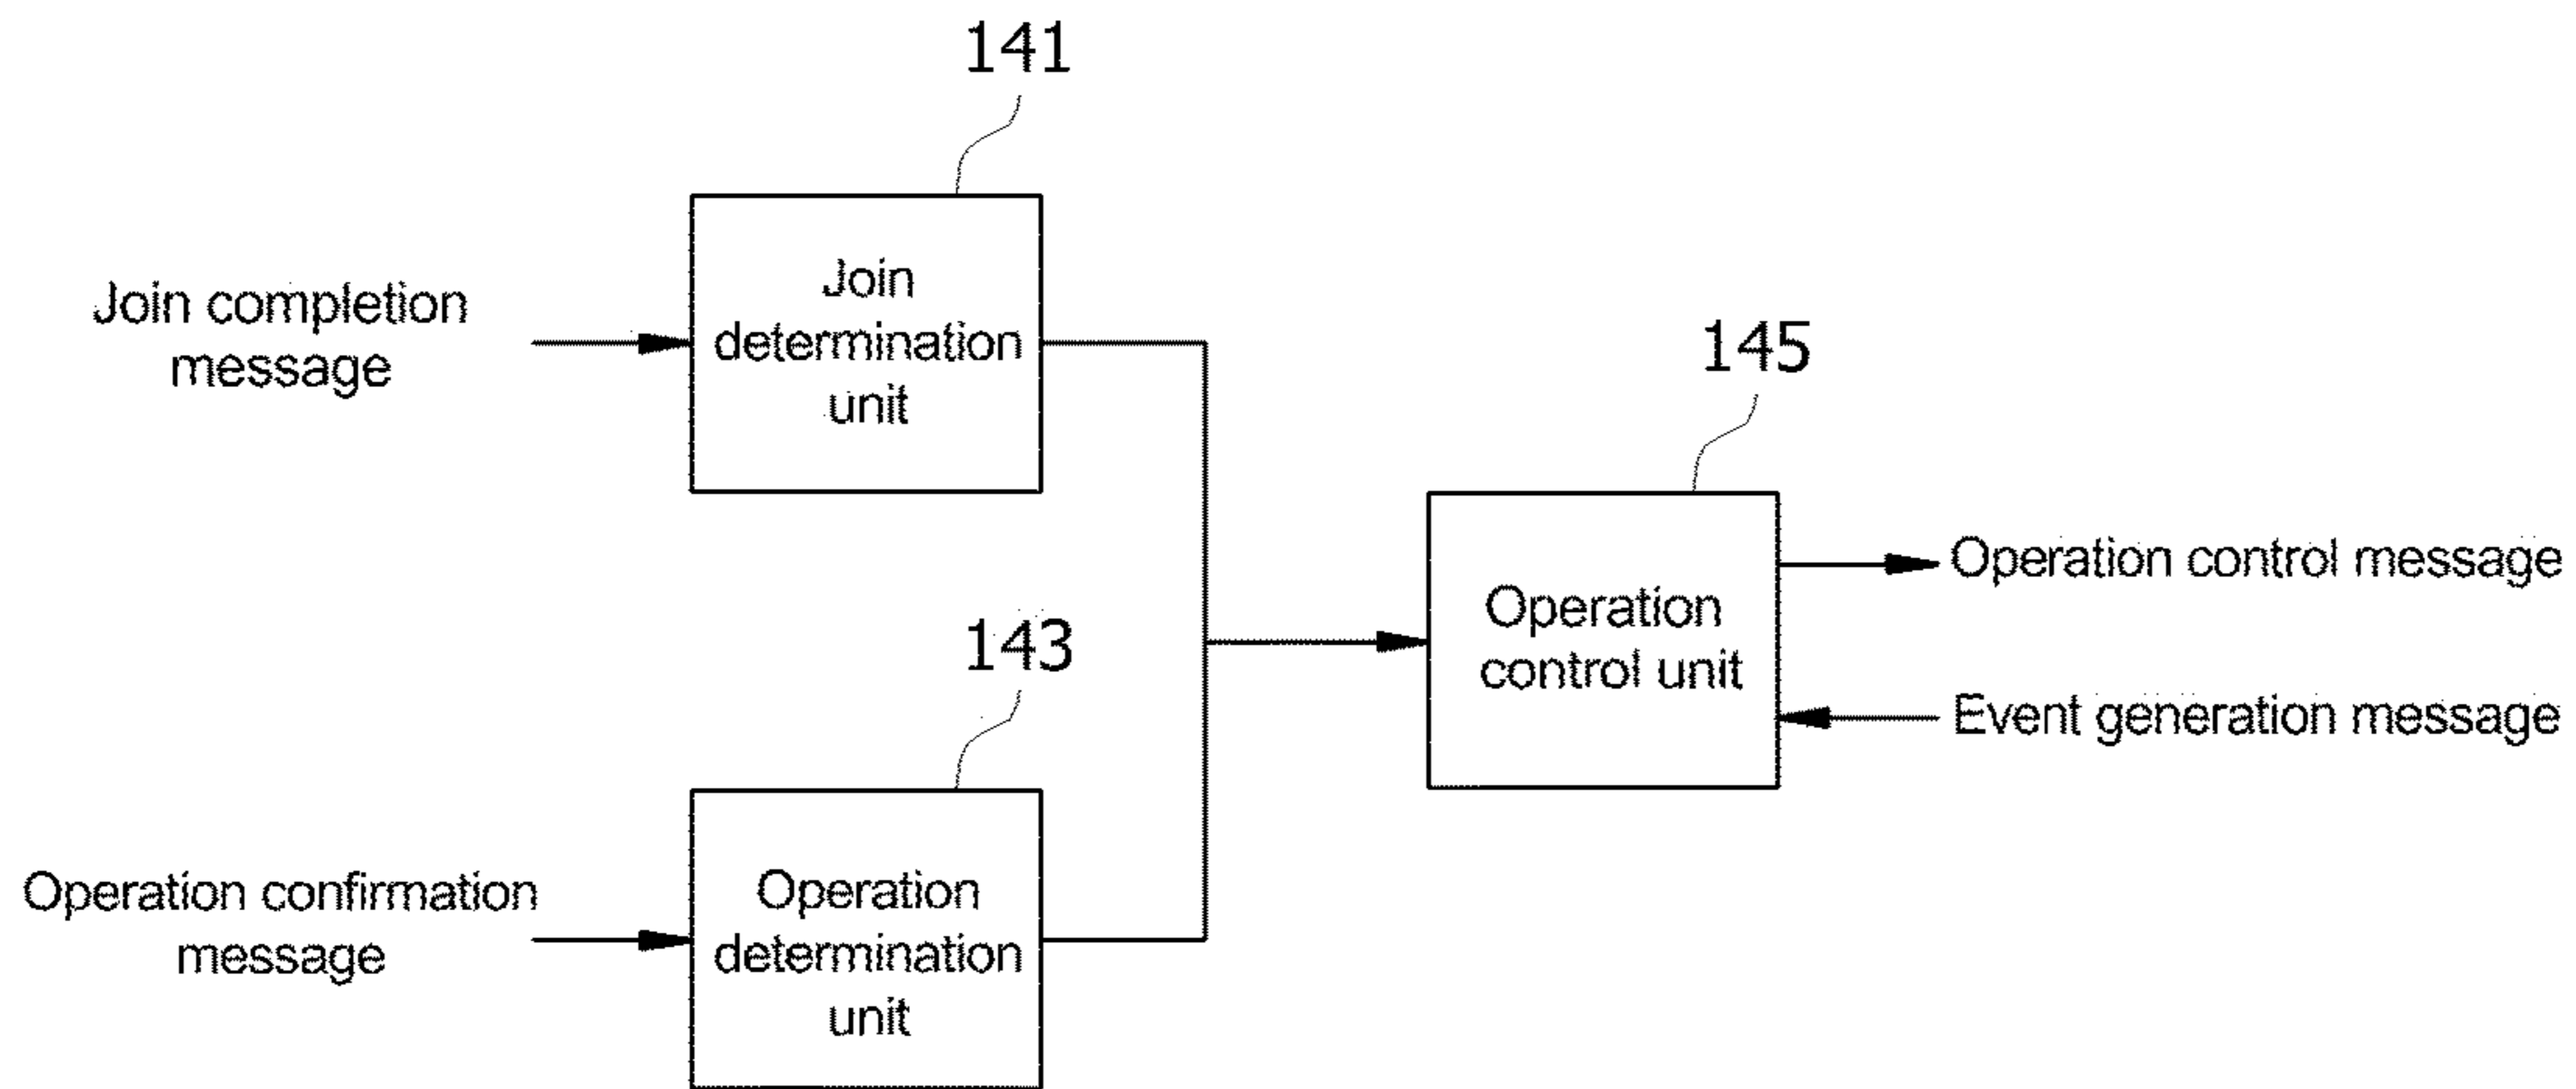 141
Join completion
message
Join
determination
unit
145
Operation control message
Operation
control unit
Event generation message
143
Operation confirmation
message
Operation
determination
unit